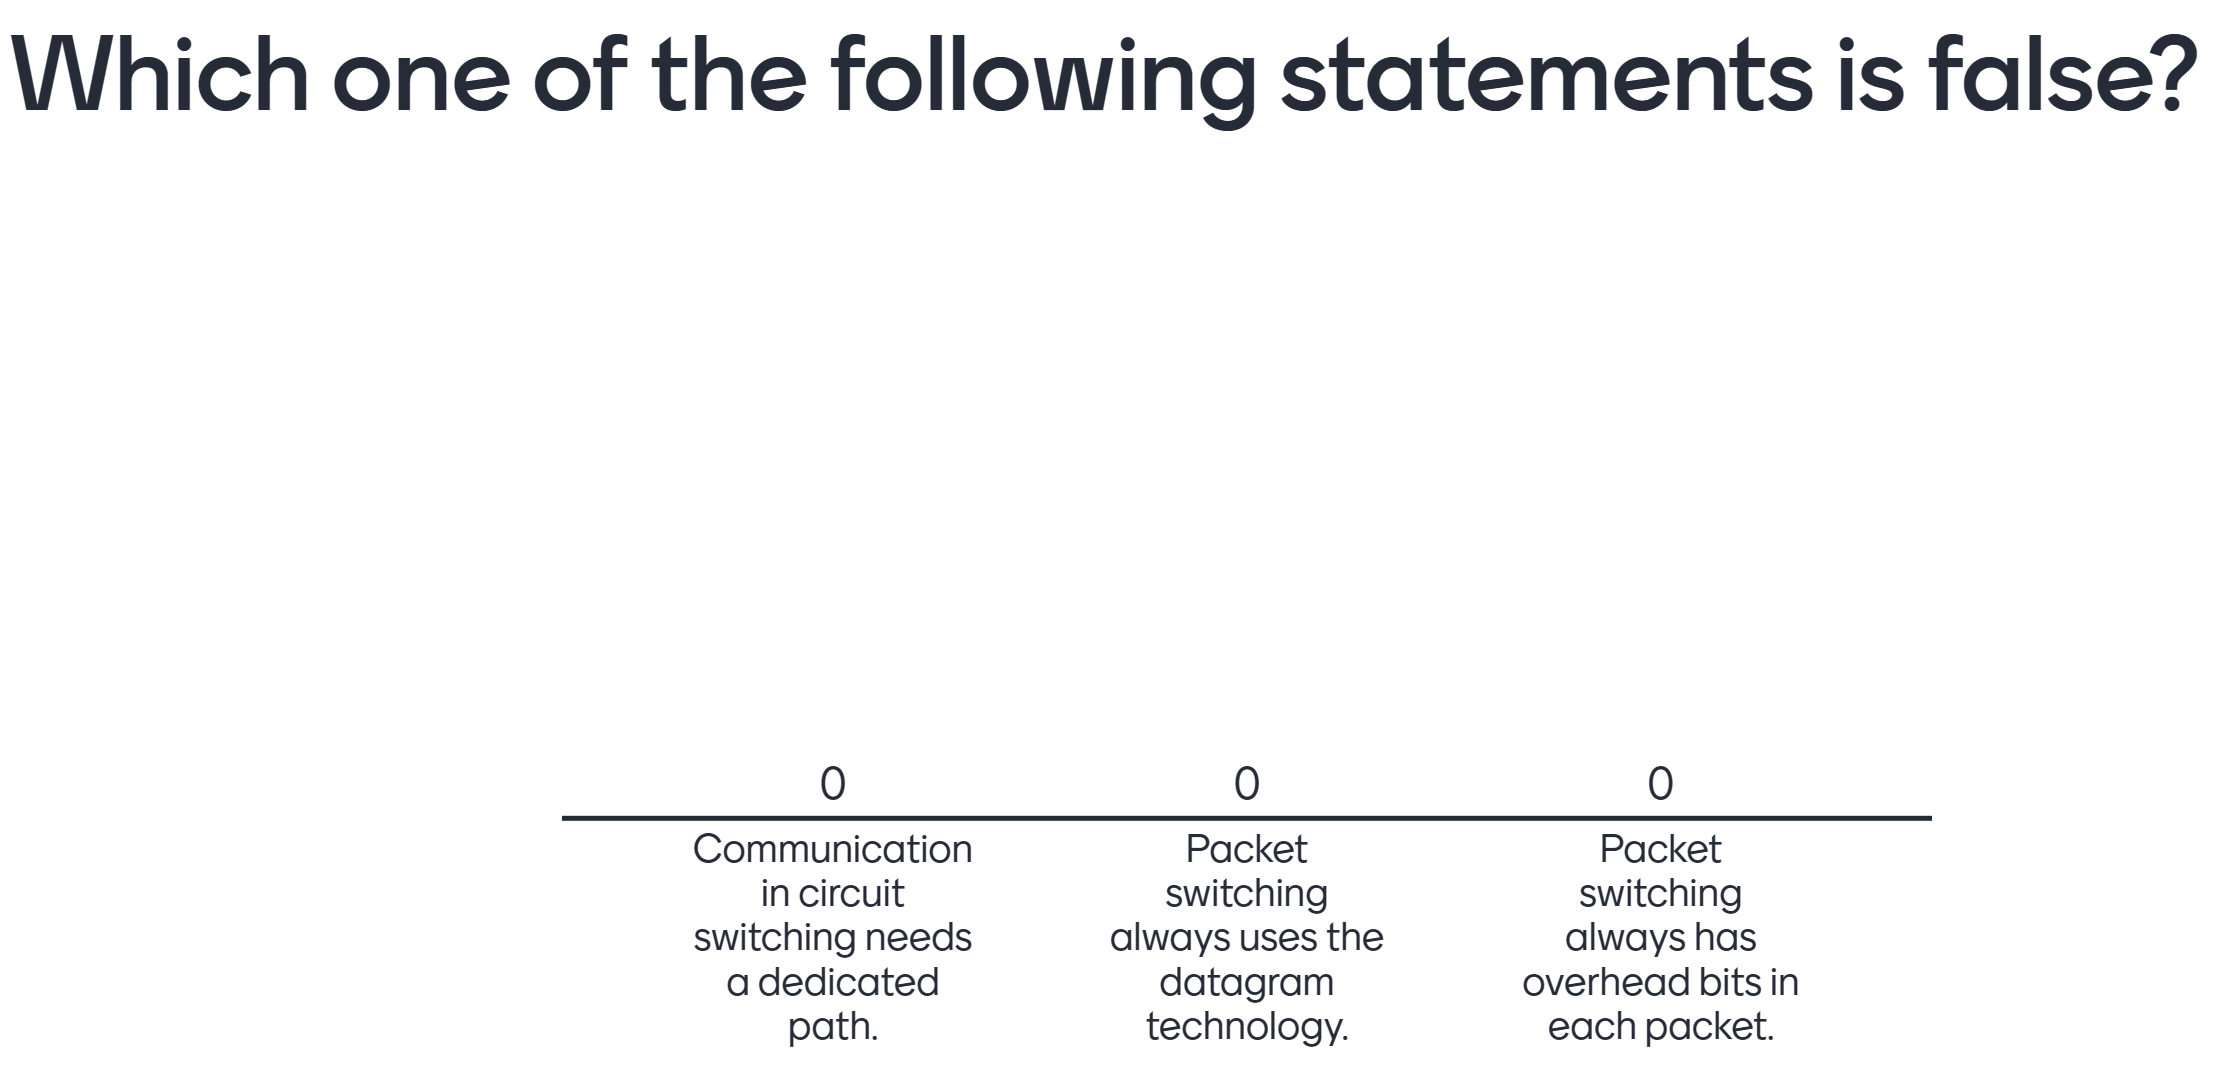 Which one of the following statements is false?
0
0
0
Communication
in circuit
switching needs
a dedicated
path.
Packet
switching
always uses the
datagram
technology.
Packet
switching
always has
overhead bits in
each packet.